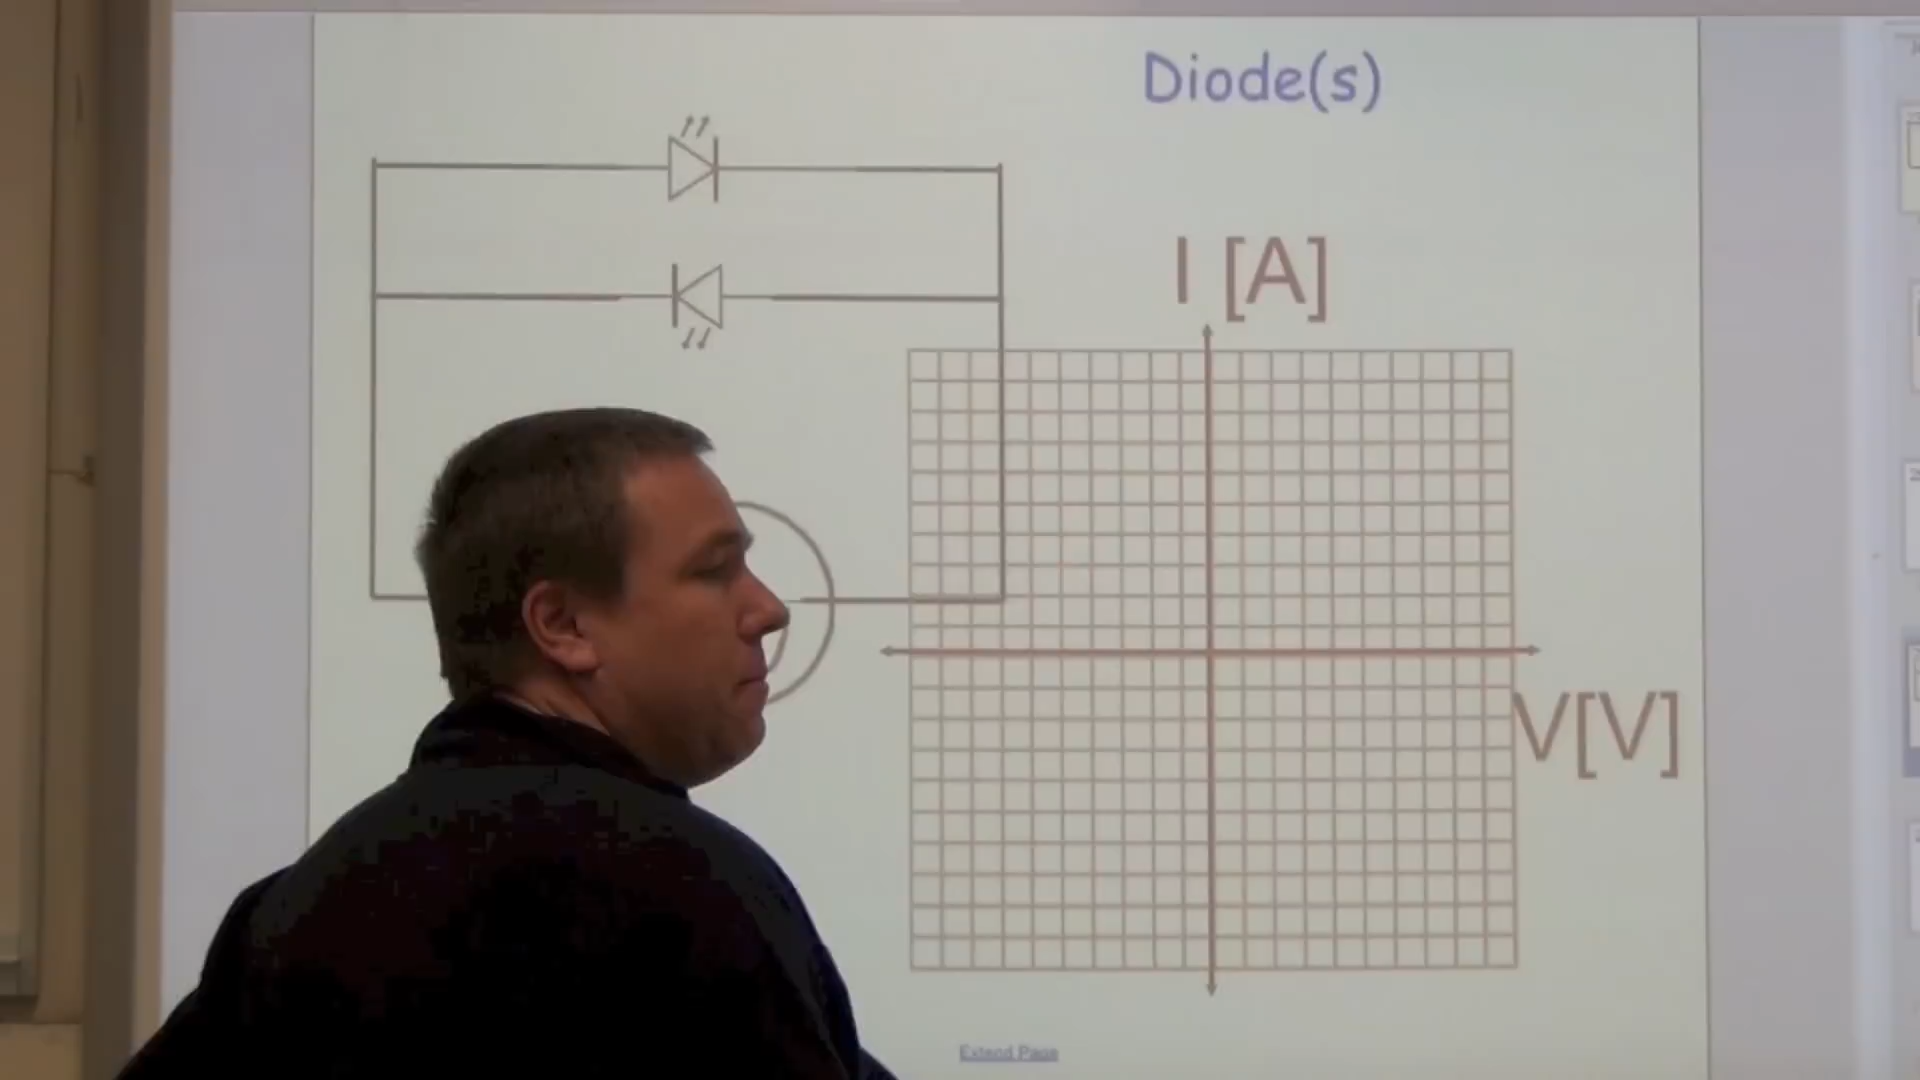 Diode(s)
I [A]
V[V]
Extend Page